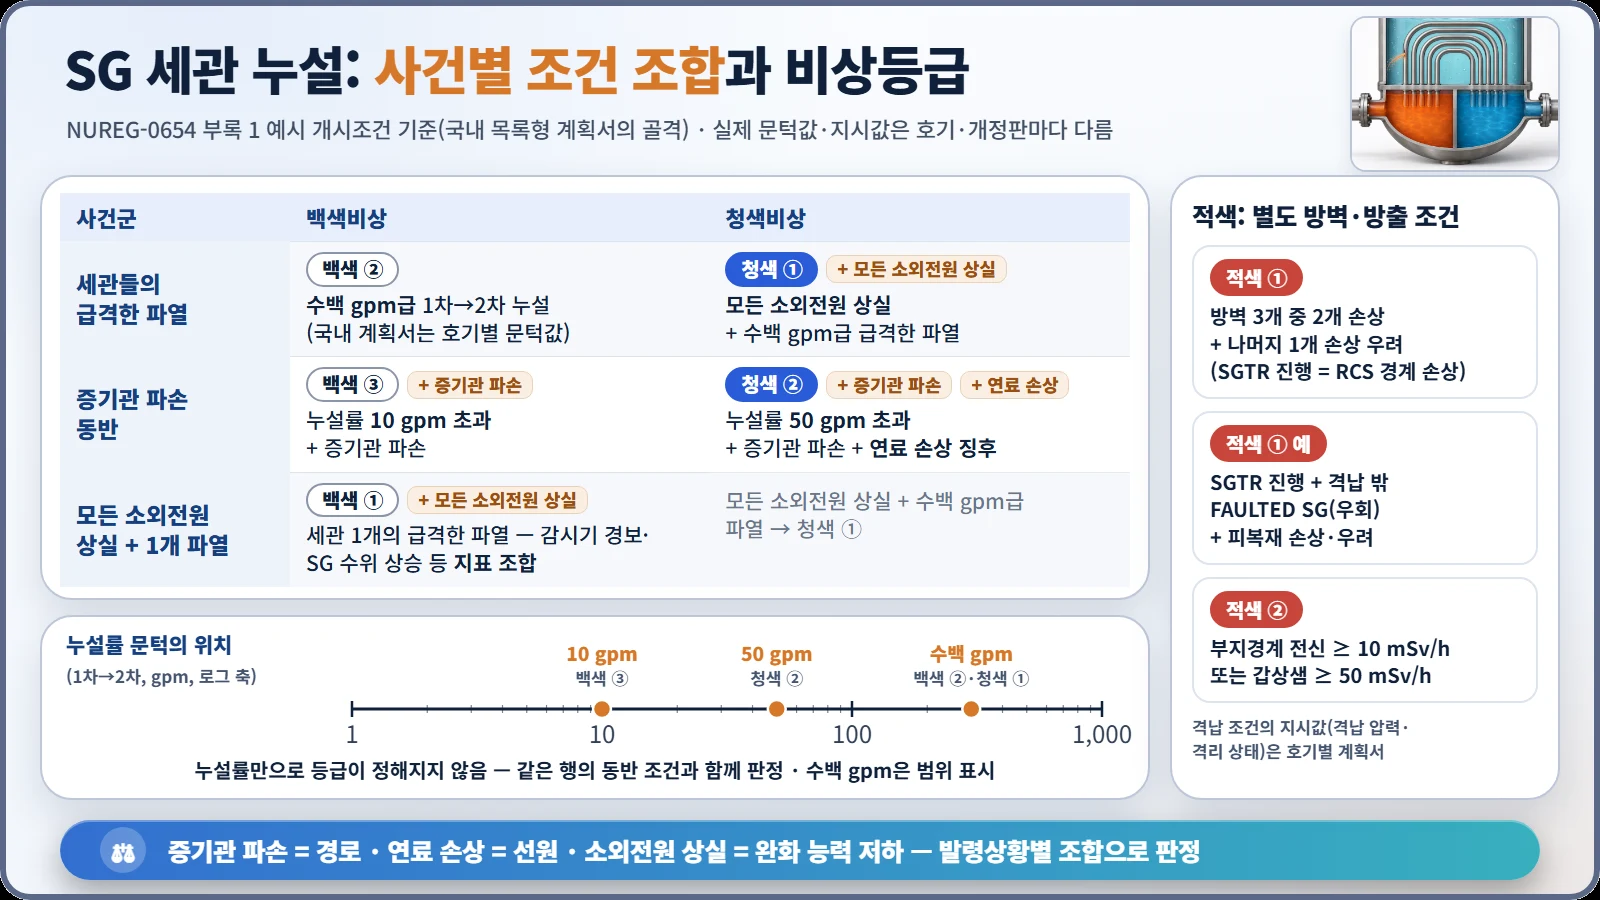 SG 세관 누설: 사건별 조건 조합과 비상등급
NUREG-0654 부록 1 예시 개시조건 기준(국내 목록형 계획서의 골격) · 실제 문턱값·지시값은 호기·개정판마다 다름
사건군
백색비상
청색비상
세관들의
급격한 파열
백색 ②
수백 gpm급 1차→2차 누설
(국내 계획서는 호기별 문턱값)
청색 ① + 모든 소외전원 상실
모든 소외전원 상실
+ 수백 gpm급 급격한 파열
증기관 파손
동반
백색 ③ + 증기관 파손
누설률 10 gpm 초과
+ 증기관 파손
청색 ② + 증기관 파손 + 연료 손상
누설률 50 gpm 초과
+ 증기관 파손 + 연료 손상 징후
모든 소외전원
상실 + 1개 파열
백색 ① + 모든 소외전원 상실
세관 1개의 급격한 파열 — 감시기 경보·
SG 수위 상승 등 지표 조합
모든 소외전원 상실 + 수백 gpm급
파열 → 청색 ①
적색: 별도 방벽·방출 조건
적색 ①
방벽 3개 중 2개 손상
+ 나머지 1개 손상 우려
(SGTR 진행 = RCS 경계 손상)
적색 ① 예
SGTR 진행 + 격납 밖
FAULTED SG(우회)
+ 피복재 손상·우려
적색 ②
부지경계 전신 ≥ 10 mSv/h
또는 갑상샘 ≥ 50 mSv/h
격납 조건의 지시값(격납 압력·
격리 상태)은 호기별 계획서
누설률 문턱의 위치
(1차→2차, gpm, 로그 축)
10 gpm
백색 ③
50 gpm
청색 ②
수백 gpm
백색 ②·청색 ①
1
10
100
1,000
누설률만으로 등급이 정해지지 않음 — 같은 행의 동반 조건과 함께 판정 · 수백 gpm은 범위 표시
증기관 파손 = 경로 · 연료 손상 = 선원 · 소외전원 상실 = 완화 능력 저하 — 발령상황별 조합으로 판정